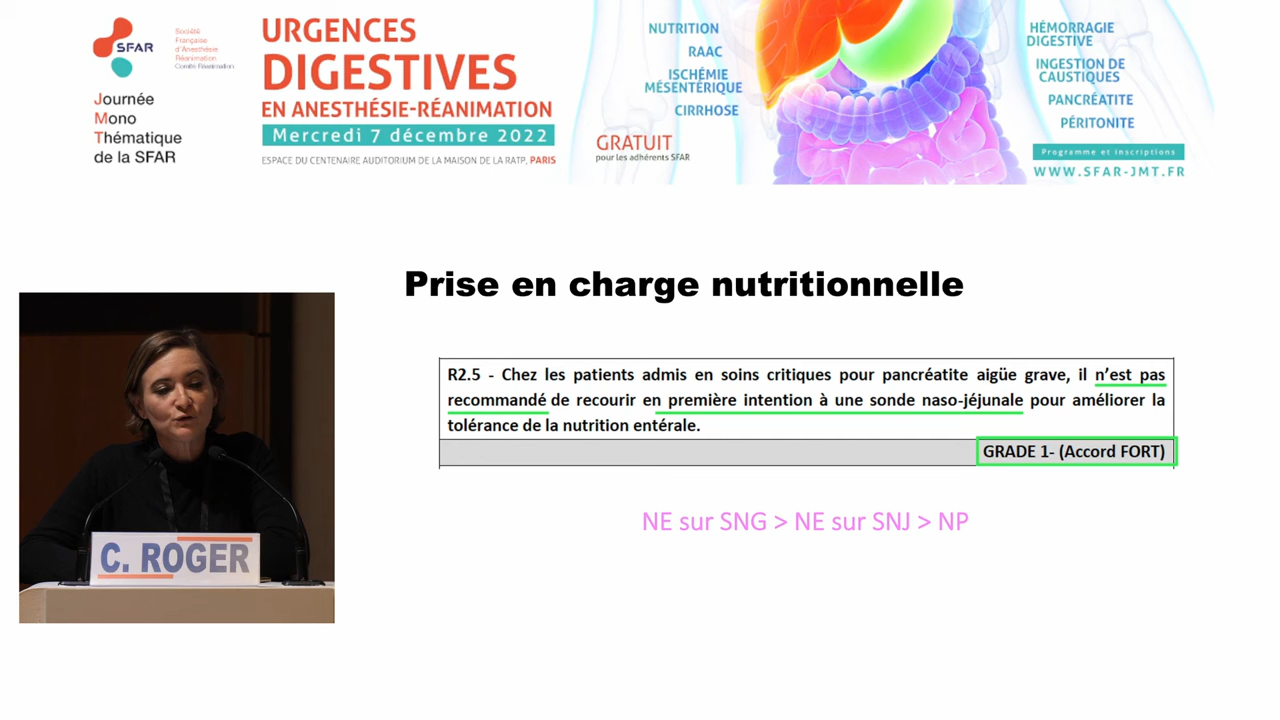 SFAR
Société
Française
d'Anesthésie
Réanimation
Comité Réanimation
Journée
Mono
Thématique
de la SFAR
URGENCES
DIGESTIVES
EN ANESTHÉSIE-RÉANIMATION
Mercredi 7 décembre 2022
ESPACE DU CENTENAIRE AUDITORIUM DE LA MAISON DE LA RATP, PARIS
NUTRITION
RAAC
ISCHÉMIE
MÉSENTÉRIQUE
CIRRHOSE
GRATUIT
pour les adhérents SFAR
HÉMORRAGIE
DIGESTIVE
INGESTION DE
CAUSTIQUES
PANCRÉATITE
PÉRITONITE
Programme et inscriptions
WWW.SFAR-JMT.FR
Prise en charge nutritionnelle
R2.5 - Chez les patients admis en soins critiques pour pancréatite aigüe grave, il n'est pas
recommandé de recourir en première intention à une sonde naso-jéjunale pour améliorer la
tolérance de la nutrition entérale.
GRADE 1- (Accord FORT)
NE sur SNG > NE sur SNJ > NP
C. ROGER